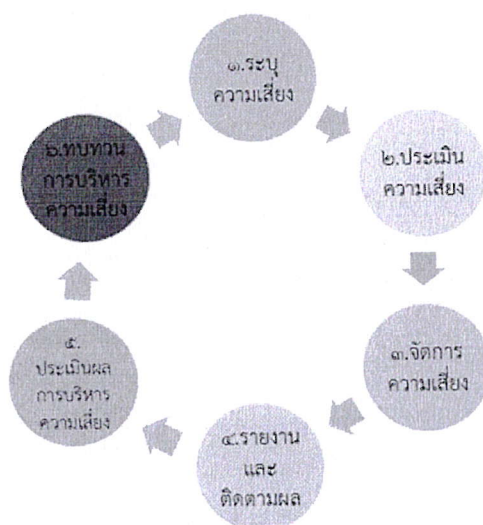 ๑.ระบุ
ความเสี่ยง
๒.ประเมิน
ความเสี่ยง
๓.จัดการ
ความเสี่ยง
๔.รายงาน
และ
ติดตามผล
๕.
ประเมินผล
การบริหาร
ความเสี่ยง
๖.ทบทวน
การบริหาร
ความเสี่ยง